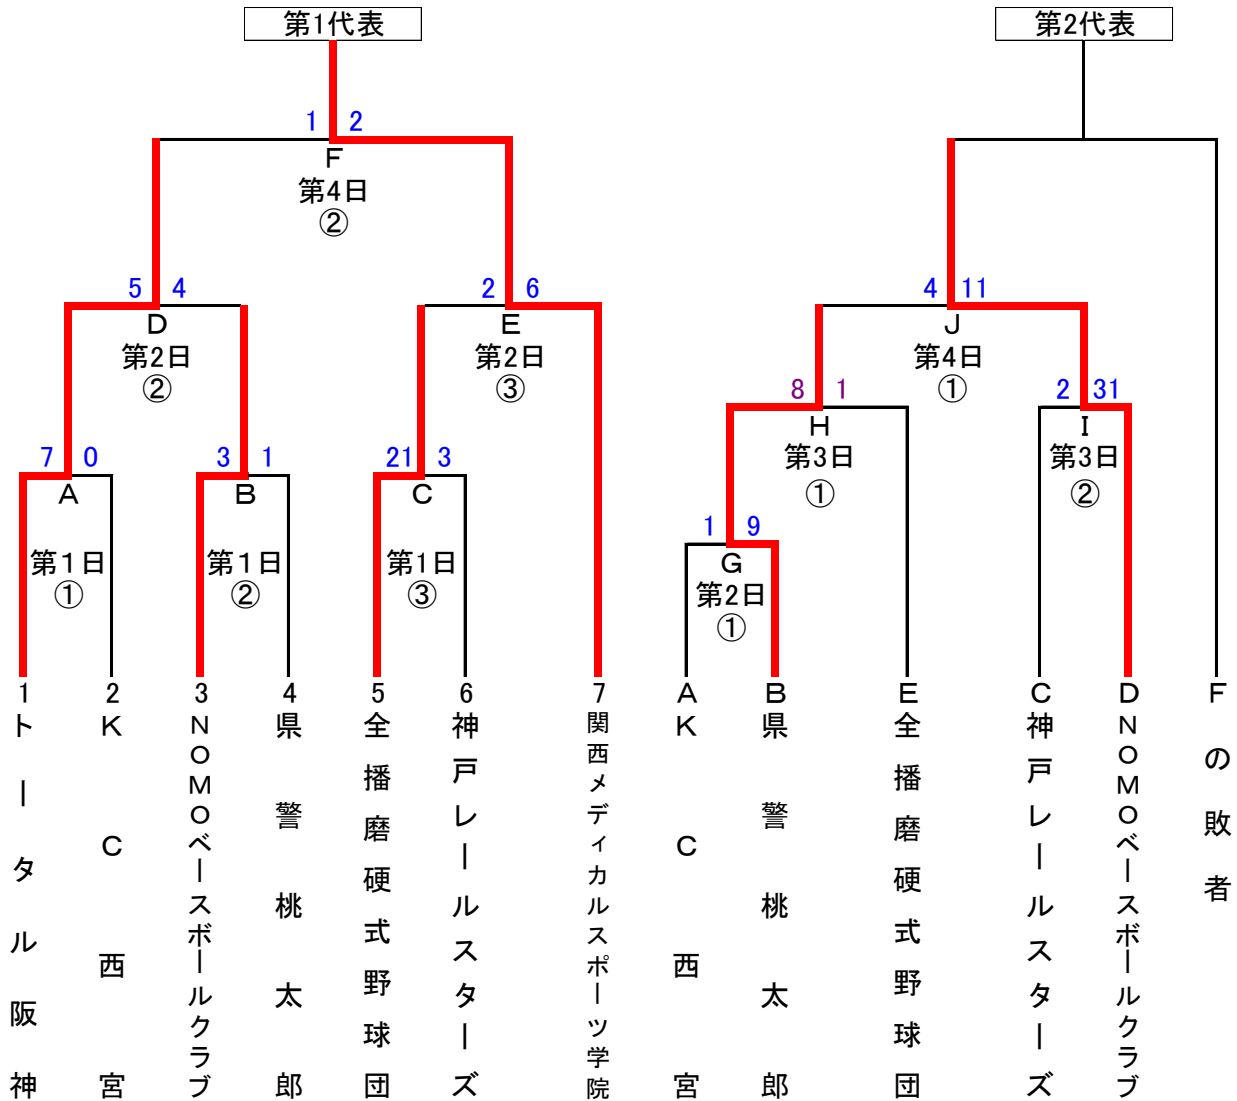 第1代表
第2代表
1 2
F
第4日
②
5 4
D
第2日
②
2 6
E
第2日
③
4 11
J
第4日
①
8 1
H
第3日
①
2 31
I
第3日
②
7 0
A
第1日
①
3 1
B
第1日
②
21 3
C
第1日
③
1 9
G
第2日
①
1
トータル阪神
2
KC西宮
3
NOMOベースボールクラブ
4
県警桃太郎
5
全播磨硬式野球団
6
神戸レールスターズ
7
関西メディカルスポーツ学院
A
KC西宮
B
県警桃太郎
E
全播磨硬式野球団
C
神戸レールスターズ
D
NOMOベースボールクラブ
F
の敗者